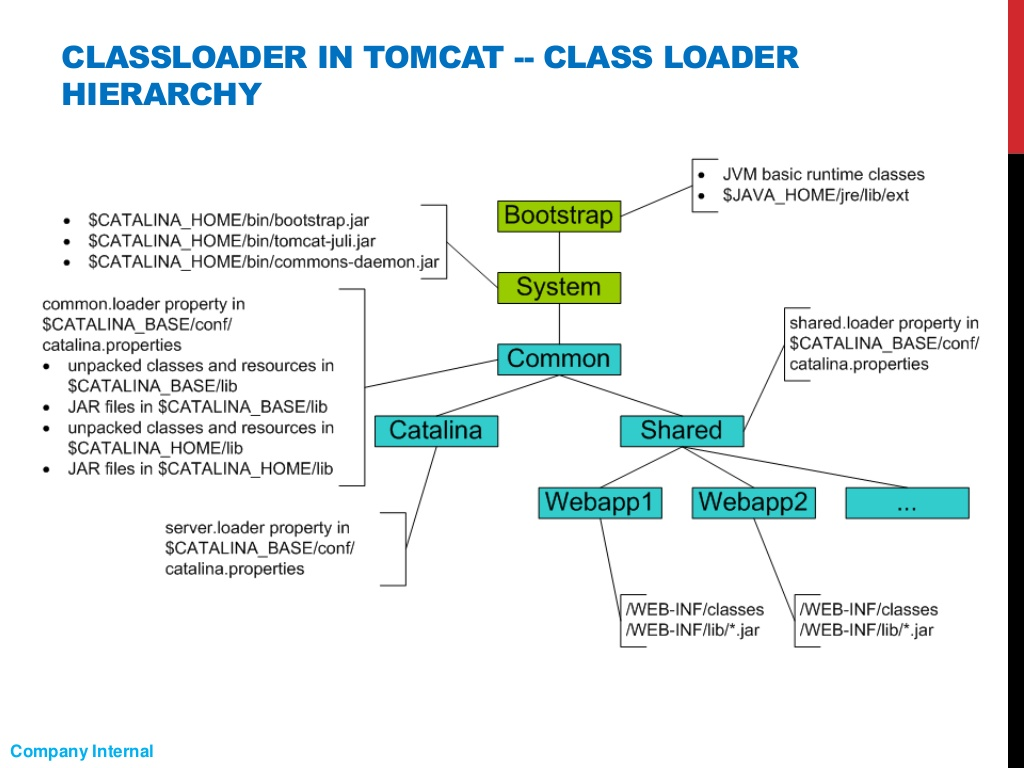 CLASSLOADER IN TOMCAT -- CLASS LOADER
HIERARCHY
• JVM basic runtime classes
• $JAVA_HOME/jre/lib/ext
Bootstrap
• $CATALINA_HOME/bin/bootstrap.jar
• $CATALINA_HOME/bin/tomcat-juli.jar
• $CATALINA_HOME/bin/commons-daemon.jar
System
common.loader property in
$CATALINA_BASE/conf/
catalina.properties
• unpacked classes and resources in
$CATALINA_BASE/lib
• JAR files in $CATALINA_BASE/lib
• unpacked classes and resources in
$CATALINA_HOME/lib
• JAR files in $CATALINA_HOME/lib
Common
shared.loader property in
$CATALINA_BASE/conf/
catalina.properties
Catalina
Shared
Webapp1
Webapp2
...
server.loader property in
$CATALINA_BASE/conf/
catalina.properties
/WEB-INF/classes
/WEB-INF/lib/*.jar
/WEB-INF/classes
/WEB-INF/lib/*.jar
Company Internal